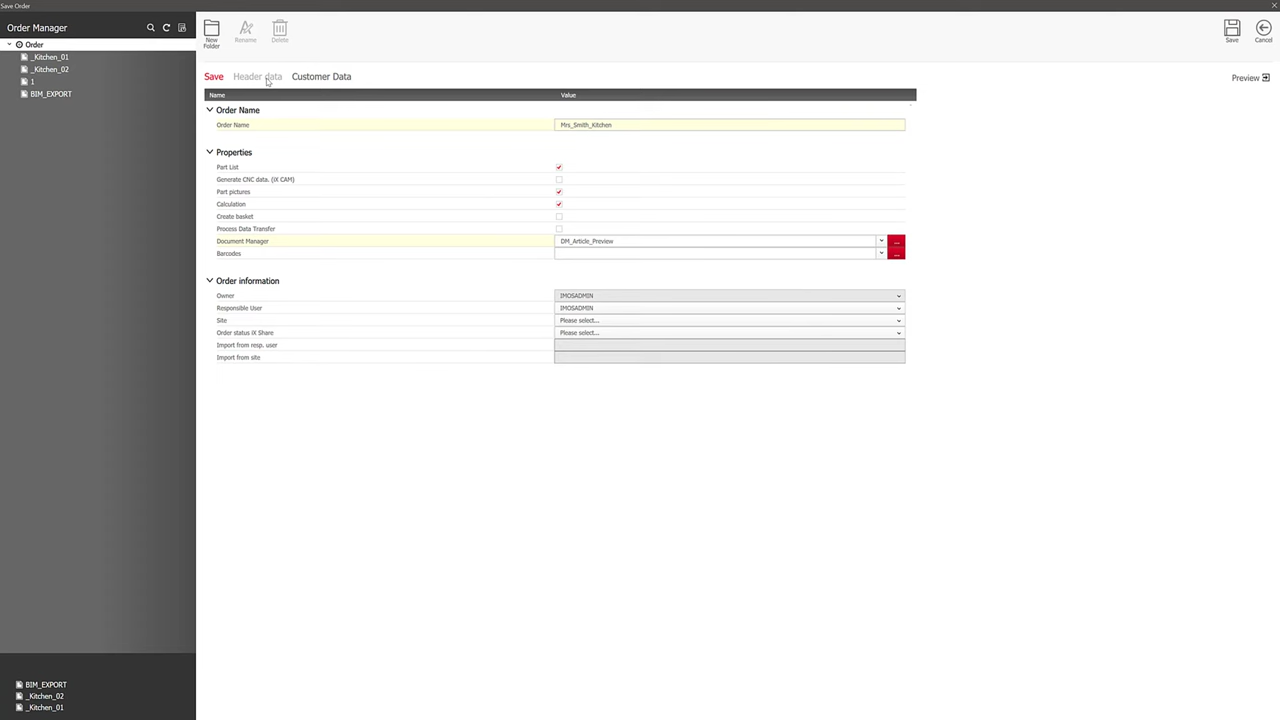 Save Order
Order Manager
Order
_Kitchen_01
_Kitchen_02
1
BIM_EXPORT
BIM_EXPORT
_Kitchen_02
_Kitchen_01
New Folder
Rename
Delete
Save
Cancel
Save Header data Customer Data
Preview
Name Value
Order Name
Order Name Mrs_Smith_Kitchen
Properties
Part List
Generate CNC data. (iX CAM)
Part pictures
Calculation
Create basket
Process Data Transfer
Document Manager DM_Article_Preview ...
Barcodes ...
Order information
Owner IMOSADMIN
Responsible User IMOSADMIN
Site Please select...
Order status iX Share Please select...
Import from resp. user
Import from site